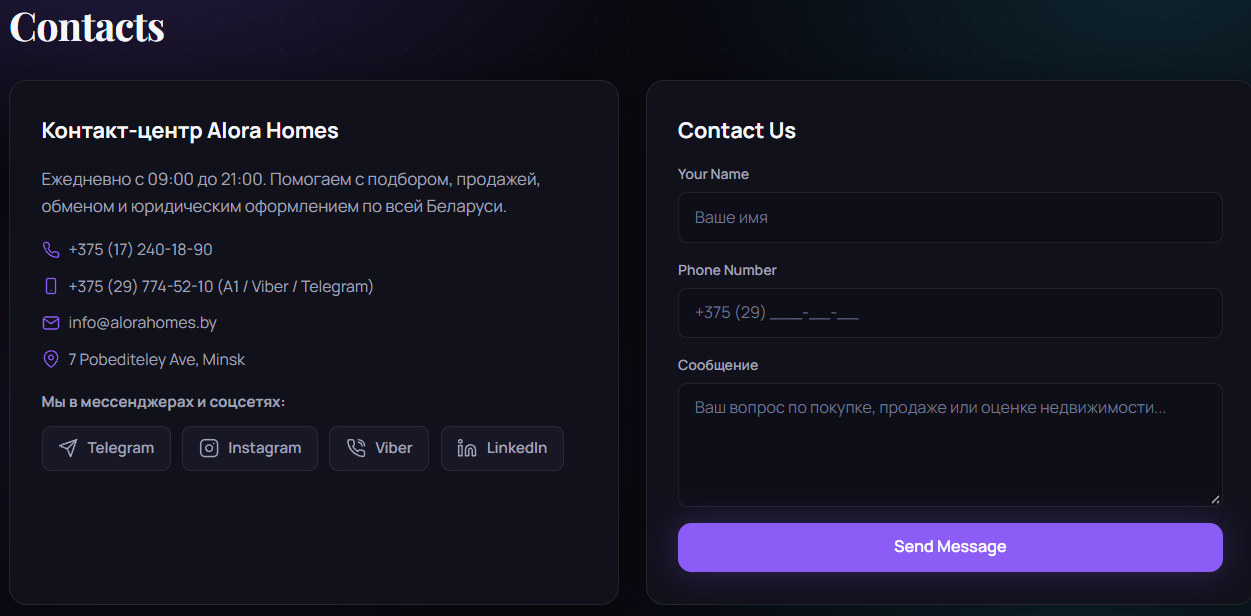 Contacts
Контакт-центр Alora Homes
Ежедневно с 09:00 до 21:00. Помогаем с подбором, продажей,
обменом и юридическим оформлением по всей Беларуси.
+375 (17) 240-18-90
+375 (29) 774-52-10 (A1 / Viber / Telegram)
info@alorahomes.by
7 Pobediteley Ave, Minsk
Мы в мессенджерах и соцсетях:
Telegram Instagram Viber LinkedIn
Contact Us
Your Name
Ваше имя
Phone Number
+375 (29) ___-__-__
Сообщение
Ваш вопрос по покупке, продаже или оценке недвижимости...
Send Message